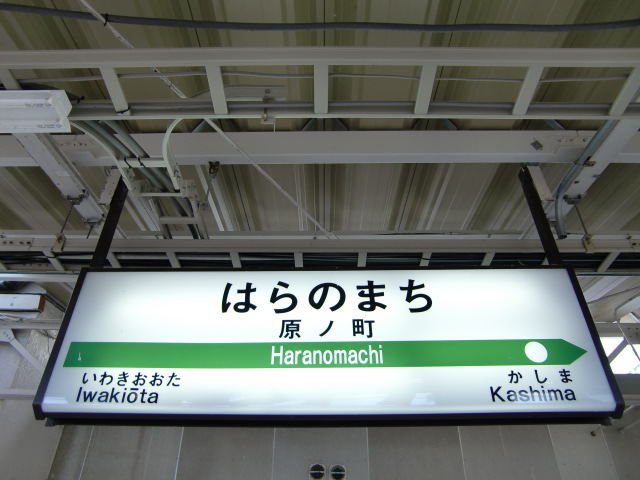 はらのまち
原ノ町
Haranomachi
いわきおおた
Iwakiōta
かしま
Kashima